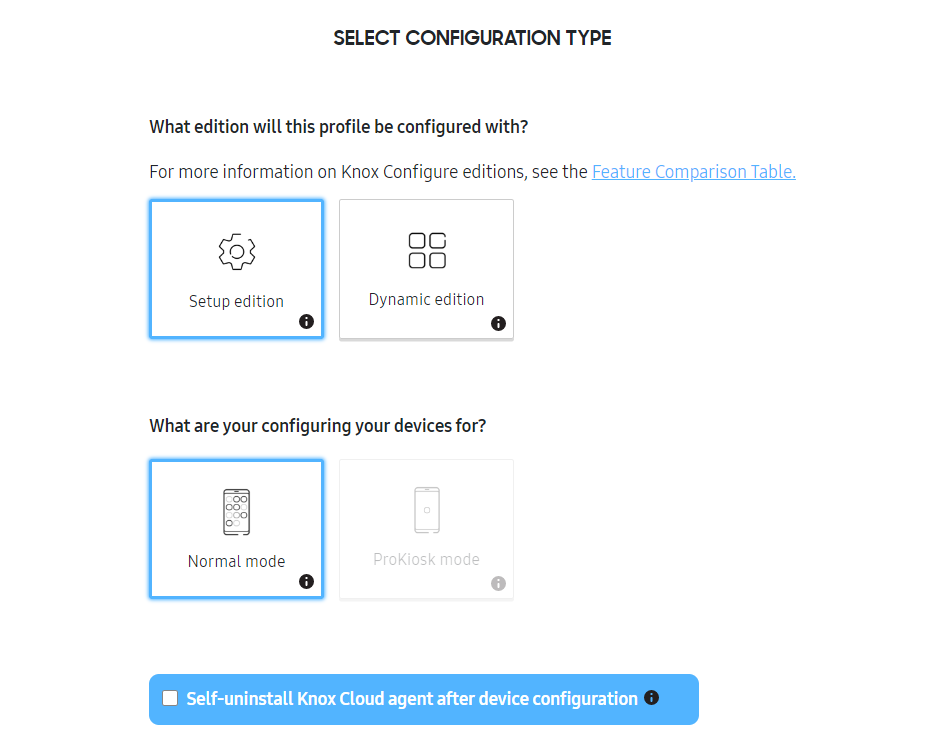 SELECT CONFIGURATION TYPE
What edition will this profile be configured with?
For more information on Knox Configure editions, see the Feature Comparison Table.
Setup edition
Dynamic edition
What are your configuring your devices for?
Normal mode
ProKiosk mode
Self-uninstall Knox Cloud agent after device configuration